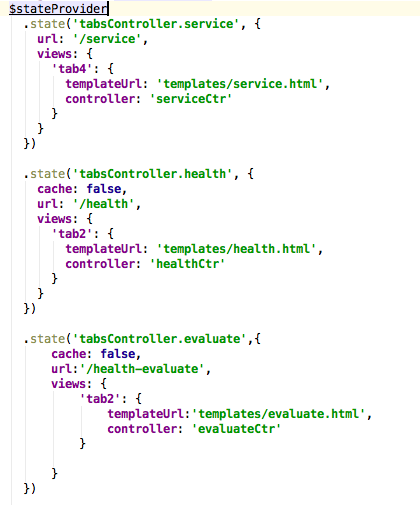 $stateProvider
.state('tabsController.service', {
url: '/service',
views: {
'tab4': {
templateUrl: 'templates/service.html',
controller: 'serviceCtr'
}
}
})
.state('tabsController.health', {
cache: false,
url: '/health',
views: {
'tab2': {
templateUrl: 'templates/health.html',
controller: 'healthCtr'
}
}
})
.state('tabsController.evaluate',{
cache: false,
url:'/health-evaluate',
views: {
'tab2': {
templateUrl:'templates/evaluate.html',
controller: 'evaluateCtr'
}
}
})